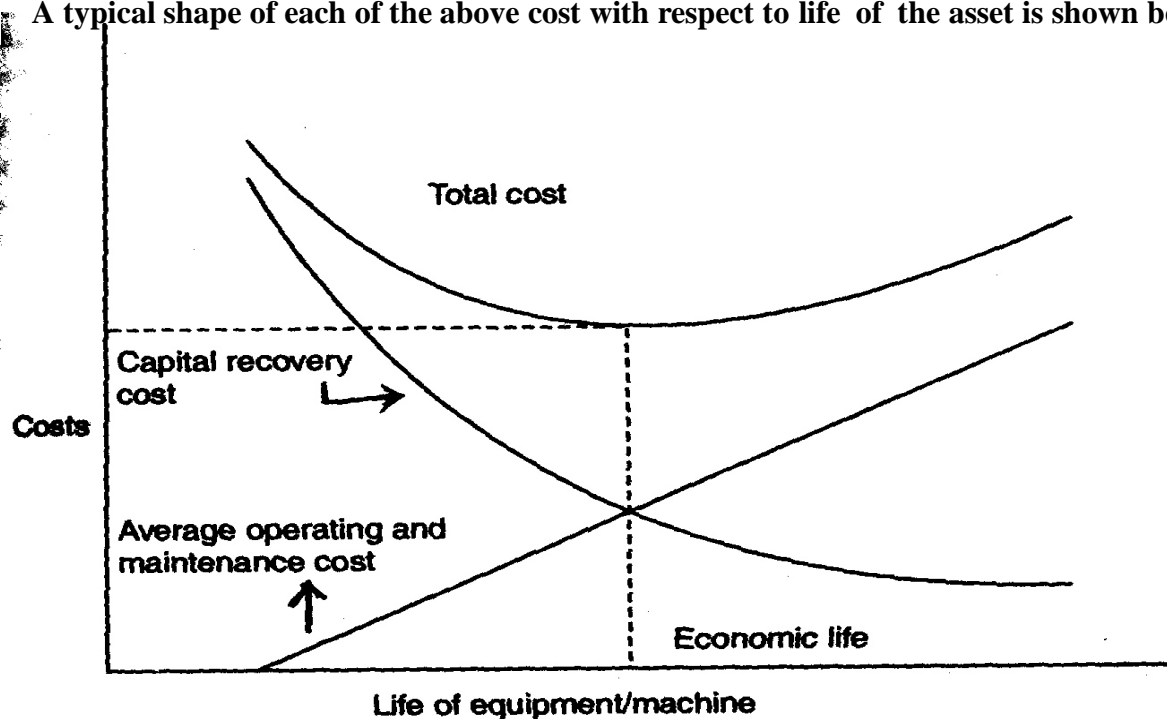 A typical shape of each of the above cost with respect to life of the asset is shown
Total cost
Capital recovery
cost
Costs
Average operating and
maintenance cost
Economic life
Life of equipment/machine